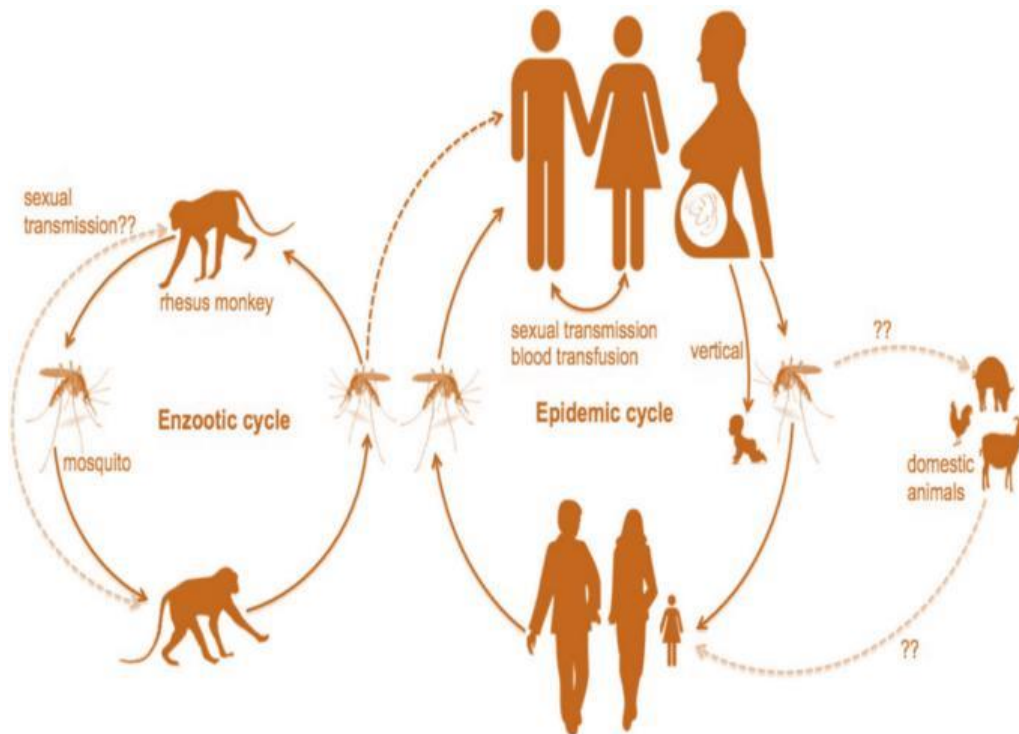 sexual
transmission??
rhesus monkey
Enzootic cycle
mosquito
sexual transmission
blood transfusion
vertical
??
Epidemic cycle
domestic
animals
??